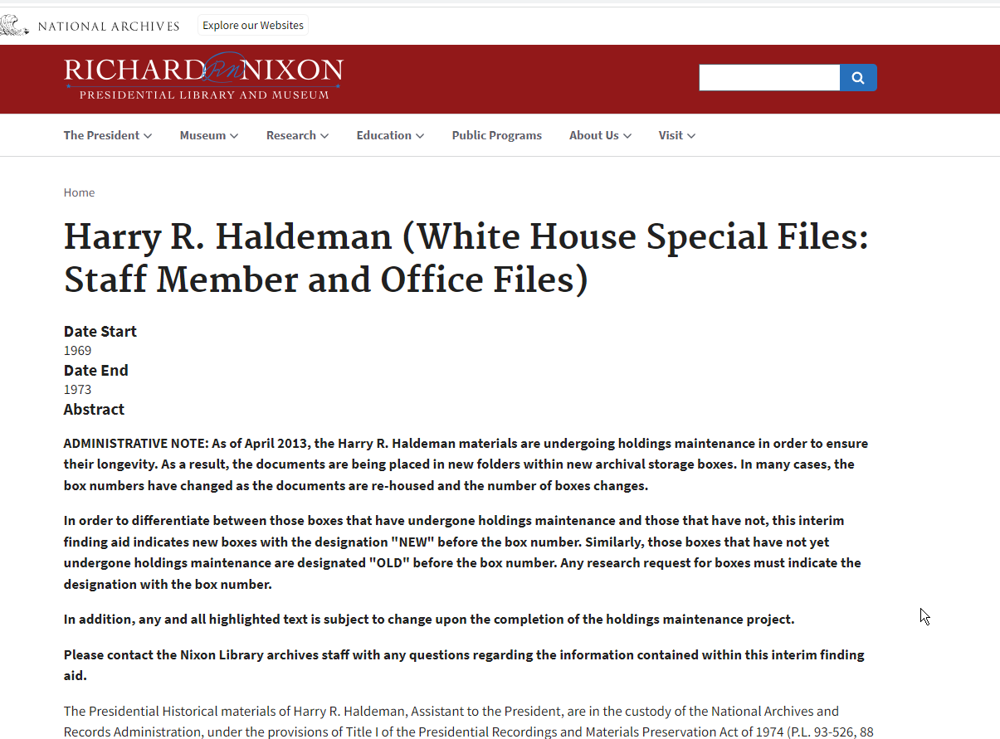 NATIONAL ARCHIVES
Explore our Websites
RICHARD RN NIXON
PRESIDENTIAL LIBRARY AND MUSEUM
The President
Museum
Research
Education
Public Programs
About Us
Visit
Home
Harry R. Haldeman (White House Special Files:
Staff Member and Office Files)
Date Start
1969
Date End
1973
Abstract
ADMINISTRATIVE NOTE: As of April 2013, the Harry R. Haldeman materials are undergoing holdings maintenance in order to ensure
their longevity. As a result, the documents are being placed in new folders within new archival storage boxes. In many cases, the
box numbers have changed as the documents are re-housed and the number of boxes changes.
In order to differentiate between those boxes that have undergone holdings maintenance and those that have not, this interim
finding aid indicates new boxes with the designation "NEW" before the box number. Similarly, those boxes that have not yet
undergone holdings maintenance are designated "OLD" before the box number. Any research request for boxes must indicate the
designation with the box number.
In addition, any and all highlighted text is subject to change upon the completion of the holdings maintenance project.
Please contact the Nixon Library archives staff with any questions regarding the information contained within this interim finding
aid.
The Presidential Historical materials of Harry R. Haldeman, Assistant to the President, are in the custody of the National Archives and
Records Administration, under the provisions of Title I of the Presidential Recordings and Materials Preservation Act of 1974 (P.L. 93-526, 88